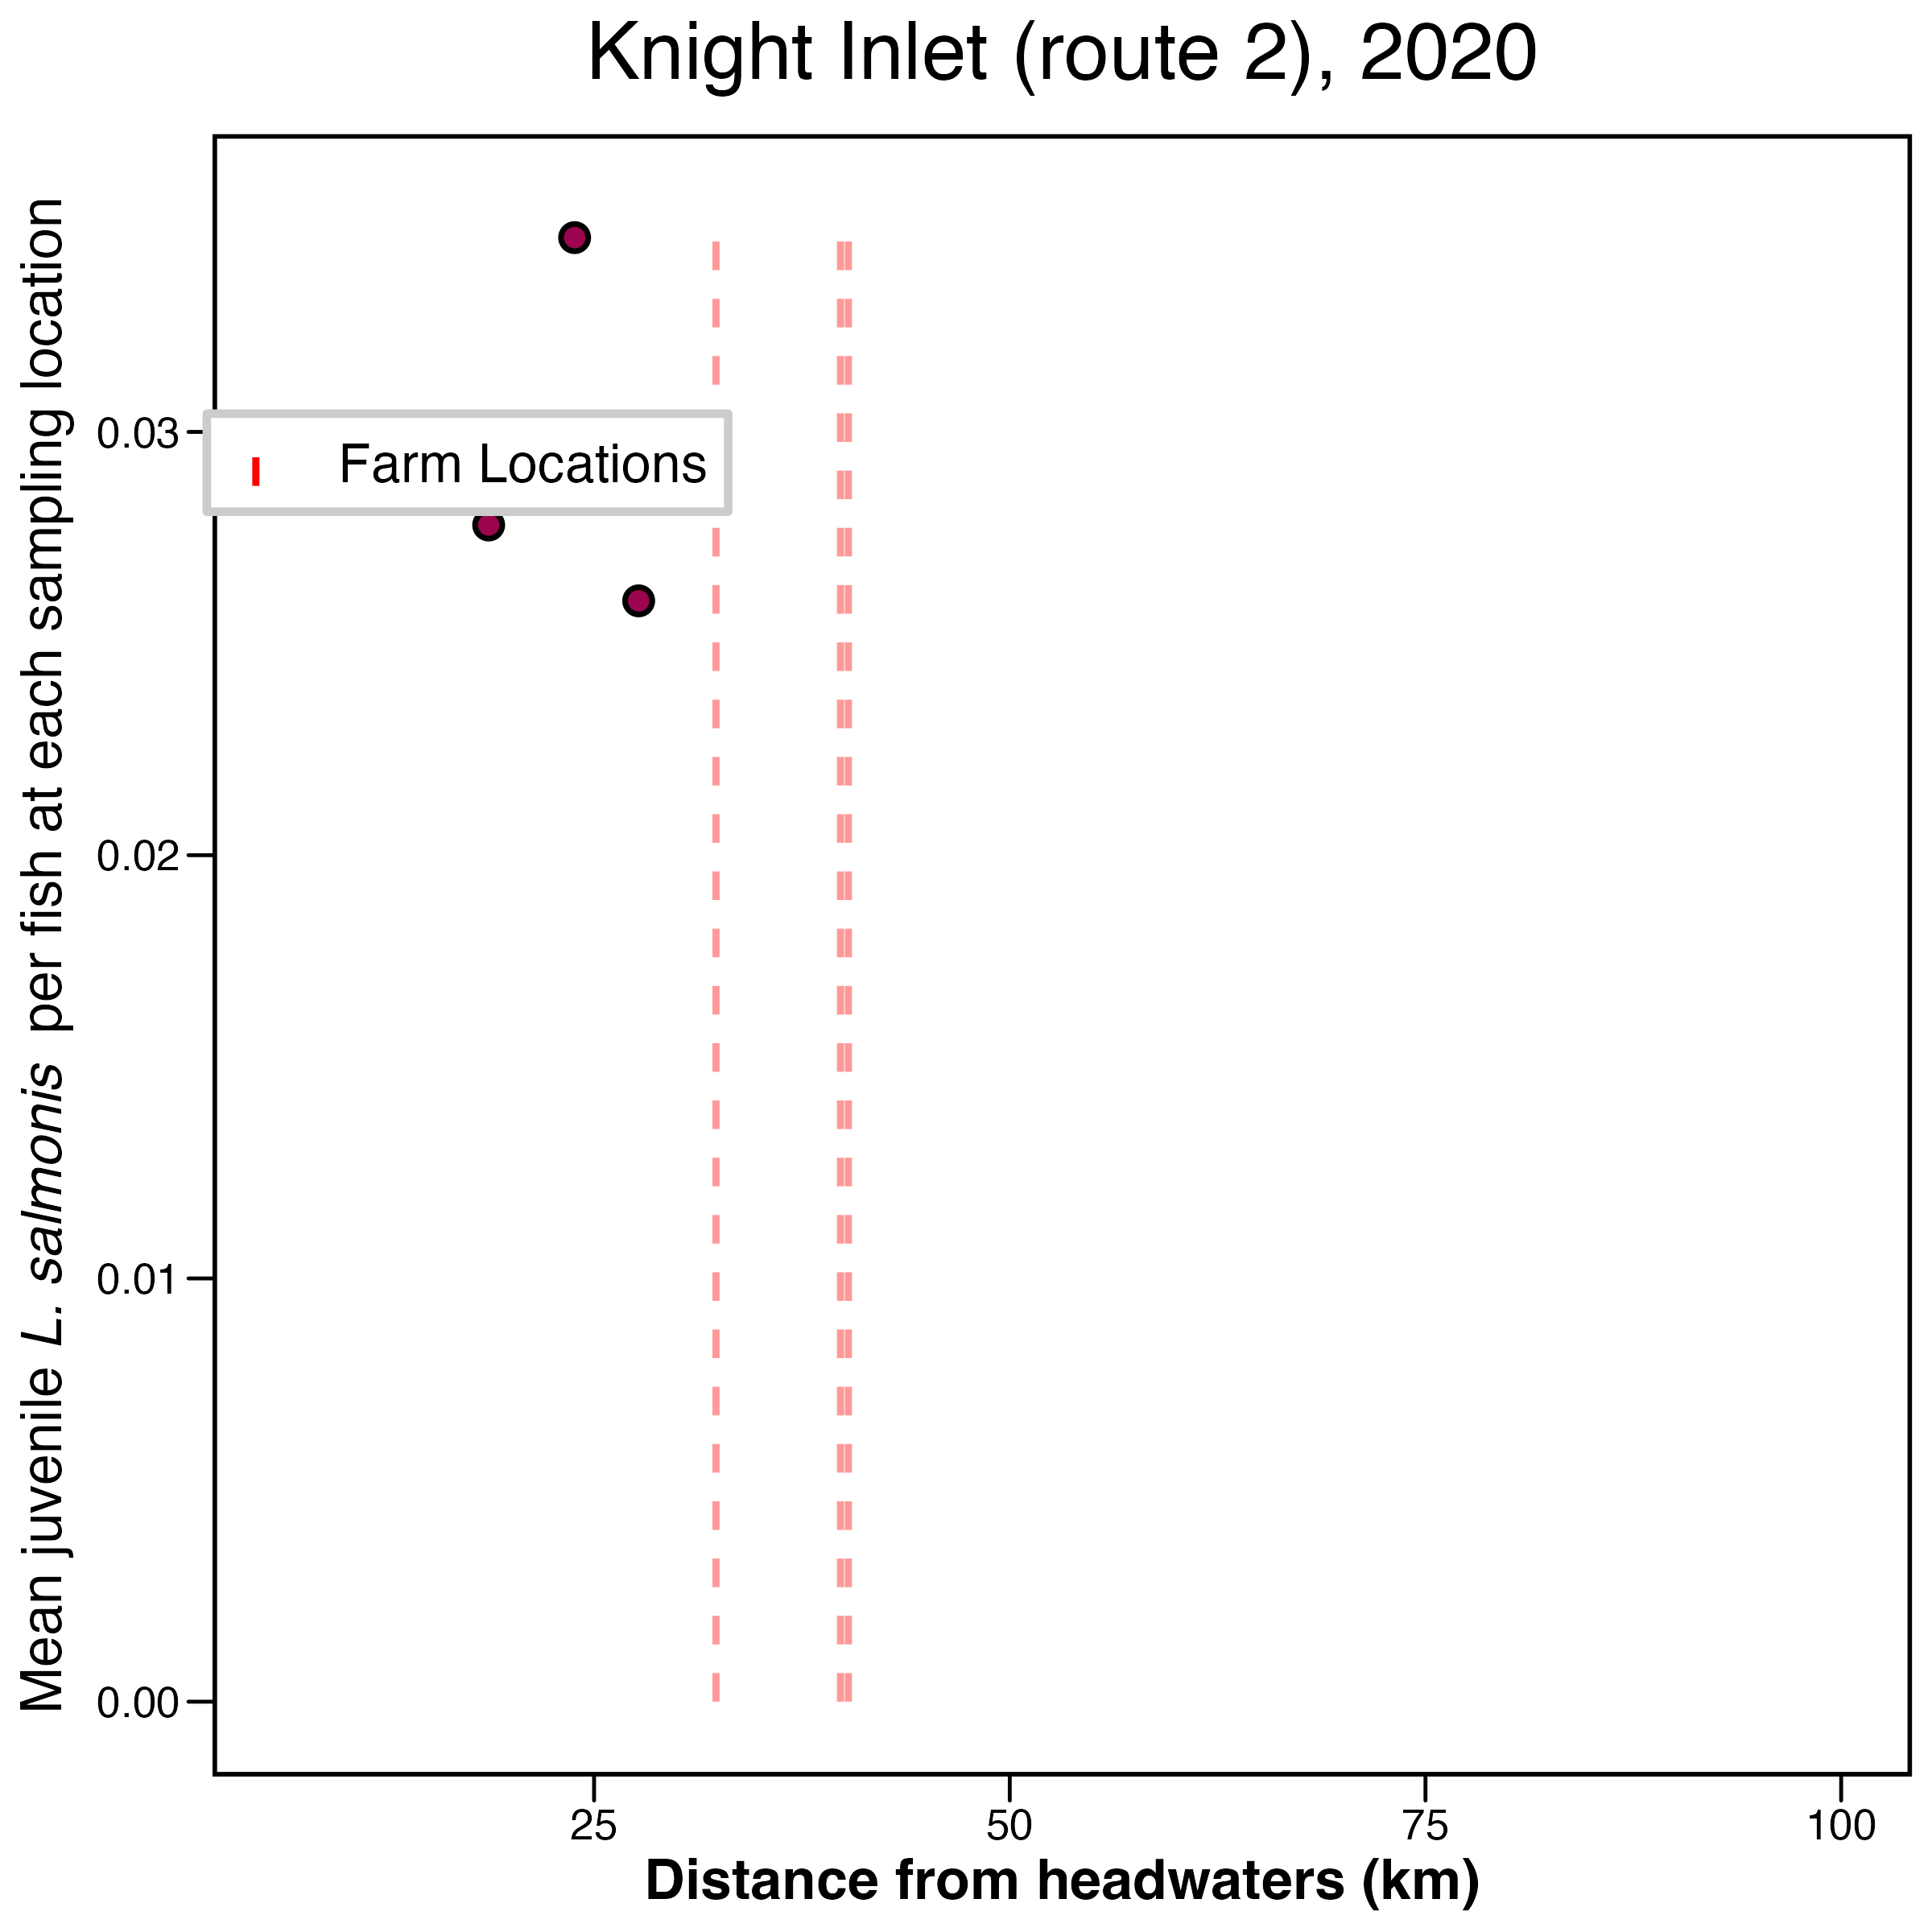 Knight Inlet (route 2), 2020
Mean juvenile L. salmonis per fish at each sampling location
0.03
0.02
0.01
0.00
Farm Locations
25 50 75 100
Distance from headwaters (km)